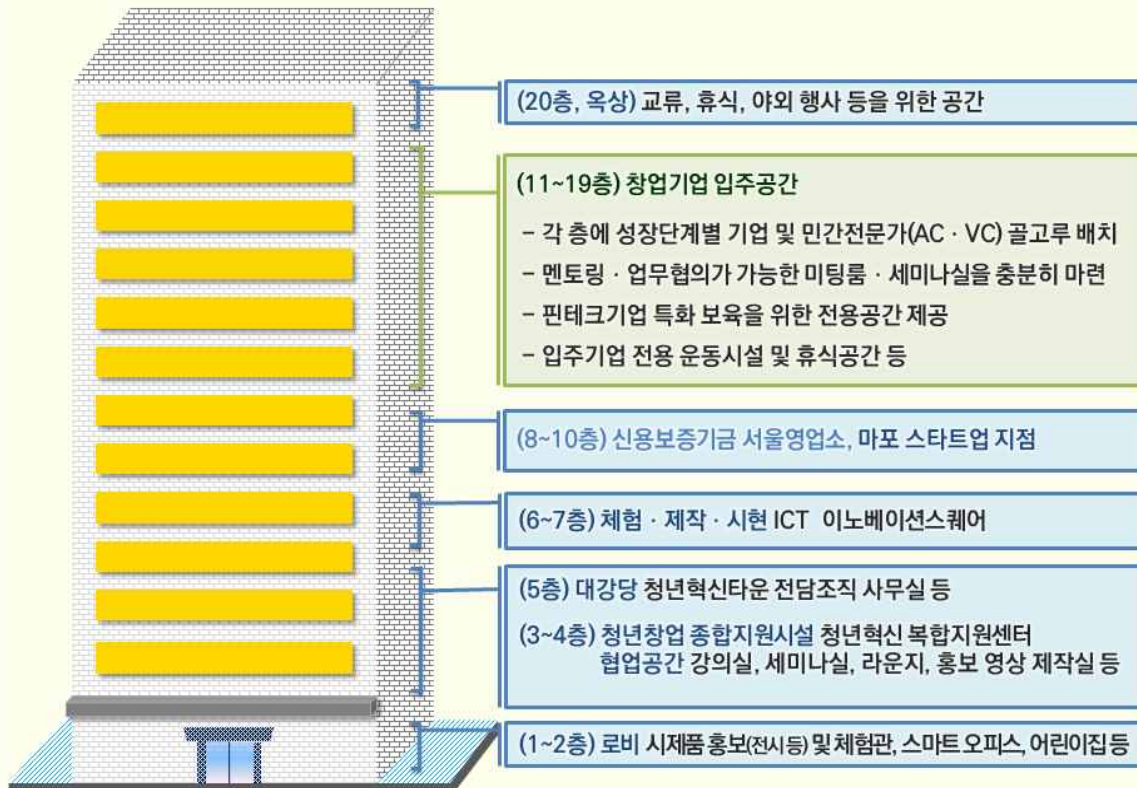 (20층, 옥상) 교류, 휴식, 야외 행사 등을 위한 공간
(11~19층) 창업기업 입주공간
- 각 층에 성장단계별 기업 및 민간전문가(AC · VC) 골고루 배치
- 멘토링 · 업무협의가 가능한 미팅룸 · 세미나실을 충분히 마련
- 핀테크기업 특화 보육을 위한 전용공간 제공
- 입주기업 전용 운동시설 및 휴식공간 등
(8~10층) 신용보증기금 서울영업소, 마포 스타트업 지점
(6~7층) 체험 · 제작 · 시현 ICT 이노베이션스퀘어
(5층) 대강당 청년혁신타운 전담조직 사무실 등
(3~4층) 청년창업 종합지원시설 청년혁신 복합지원센터
협업공간 강의실, 세미나실, 라운지, 홍보 영상 제작실 등
(1~2층) 로비 시제품 홍보(전시 등) 및 체험관, 스마트 오피스, 어린이집 등